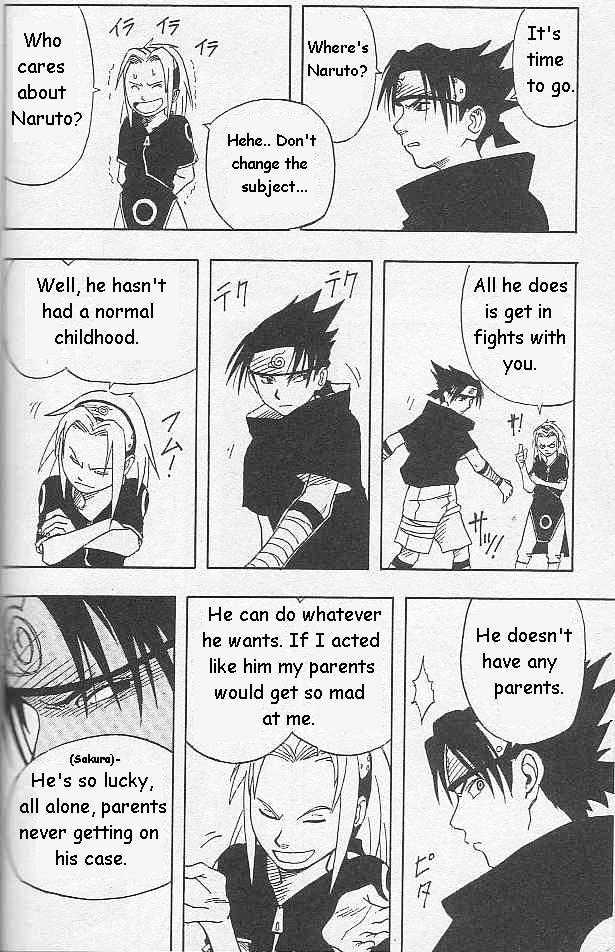 It's
time
to go.
Where's
Naruto?
Hehe.. Don't
change the
subject...
イラ
イラ
イラ
Who
cares
about
Naruto?
All he does
is get in
fights with
you.
ザッ!!
テク
テク
Well, he hasn't
had a normal
childhood.
フム!
He doesn't
have any
parents.
ピタ
He can do whatever
he wants. If I acted
like him my parents
would get so mad
at me.
(Sakura)-
He's so lucky,
all alone, parents
never getting on
his case.